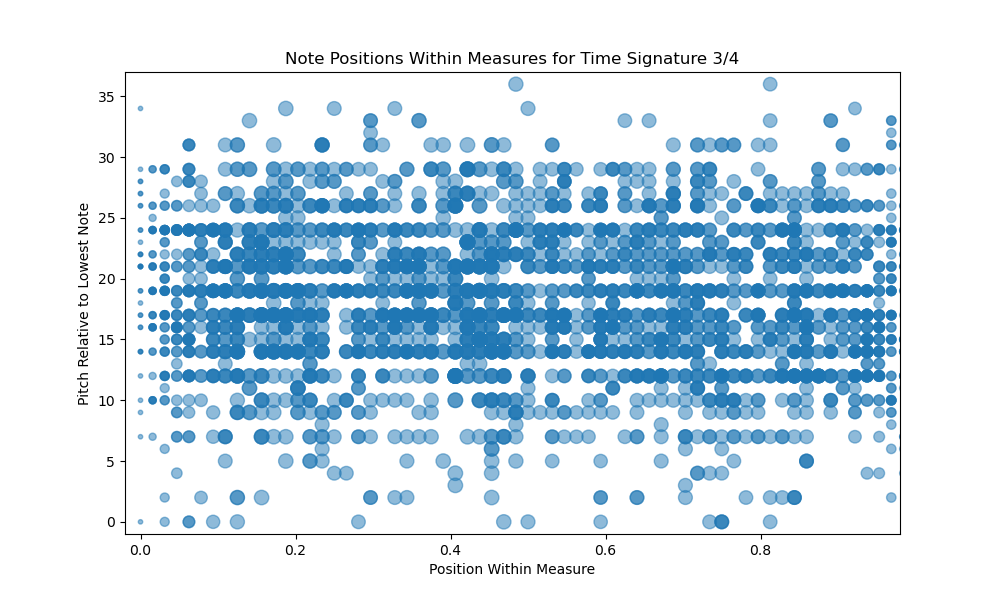 Note Positions Within Measures for Time Signature 3/4
35
30
25
20
15
10
5
0
Pitch Relative to Lowest Note
0.0 0.2 0.4 0.6 0.8
Position Within Measure